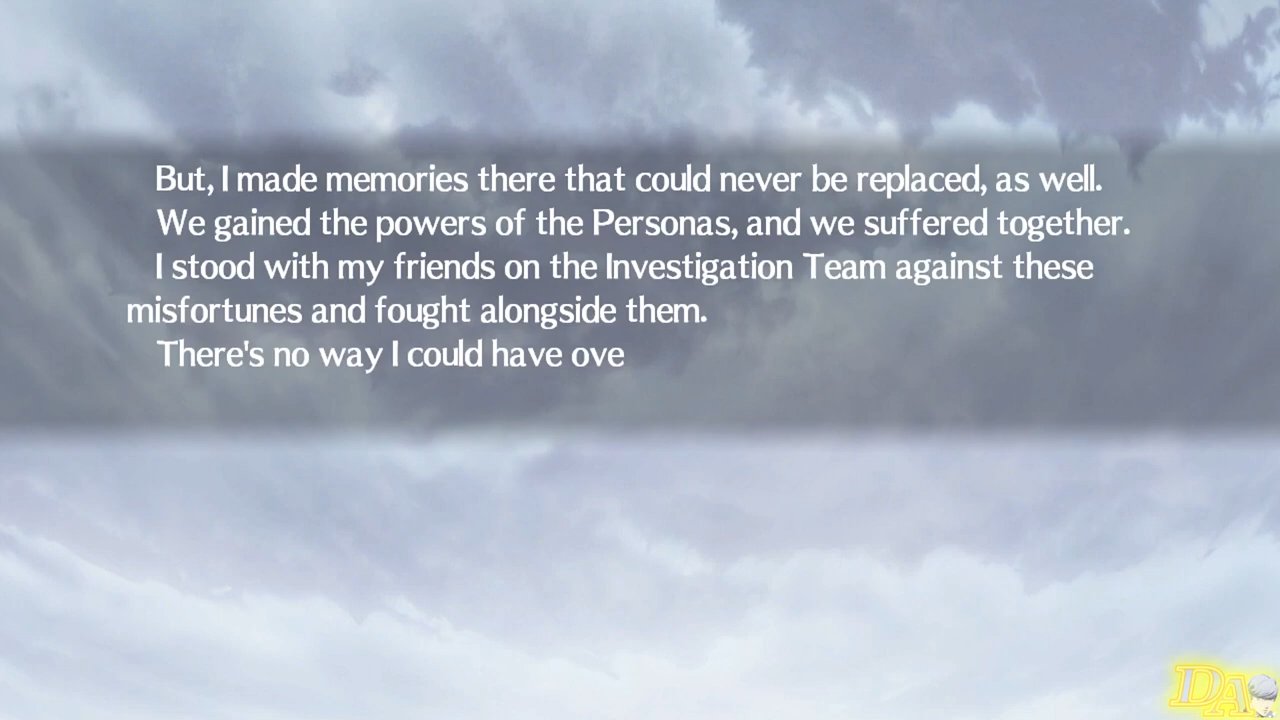 But, I made memories there that could never be replaced, as well.
We gained the powers of the Personas, and we suffered together.
I stood with my friends on the Investigation Team against these
misfortunes and fought alongside them.
There's no way I could have ove
DA